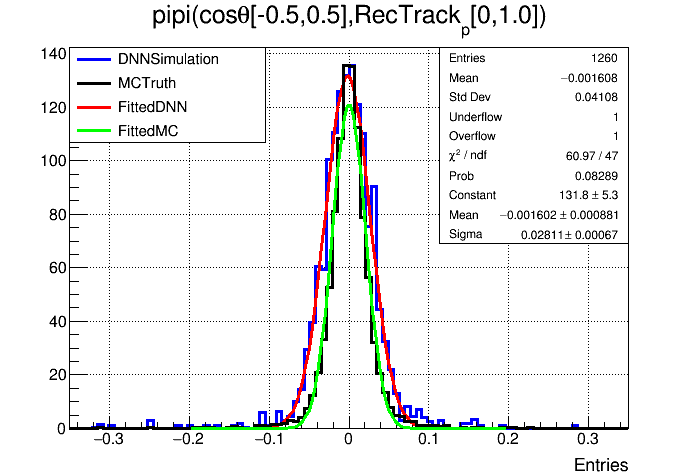 pipi(cosθ[-0.5,0.5],RecTrack_p[0,1.0])
DNNSimulation
MCTruth
FittedDNN
FittedMC
Entries 1260
Mean −0.001608
Std Dev 0.04108
Underflow 1
Overflow 1
χ² / ndf 60.97 / 47
Prob 0.08289
Constant 131.8 ± 5.3
Mean −0.001602 ± 0.000881
Sigma 0.02811 ± 0.00067
140
120
100
80
60
40
20
0
−0.3 −0.2 −0.1 0 0.1 0.2 0.3
Entries